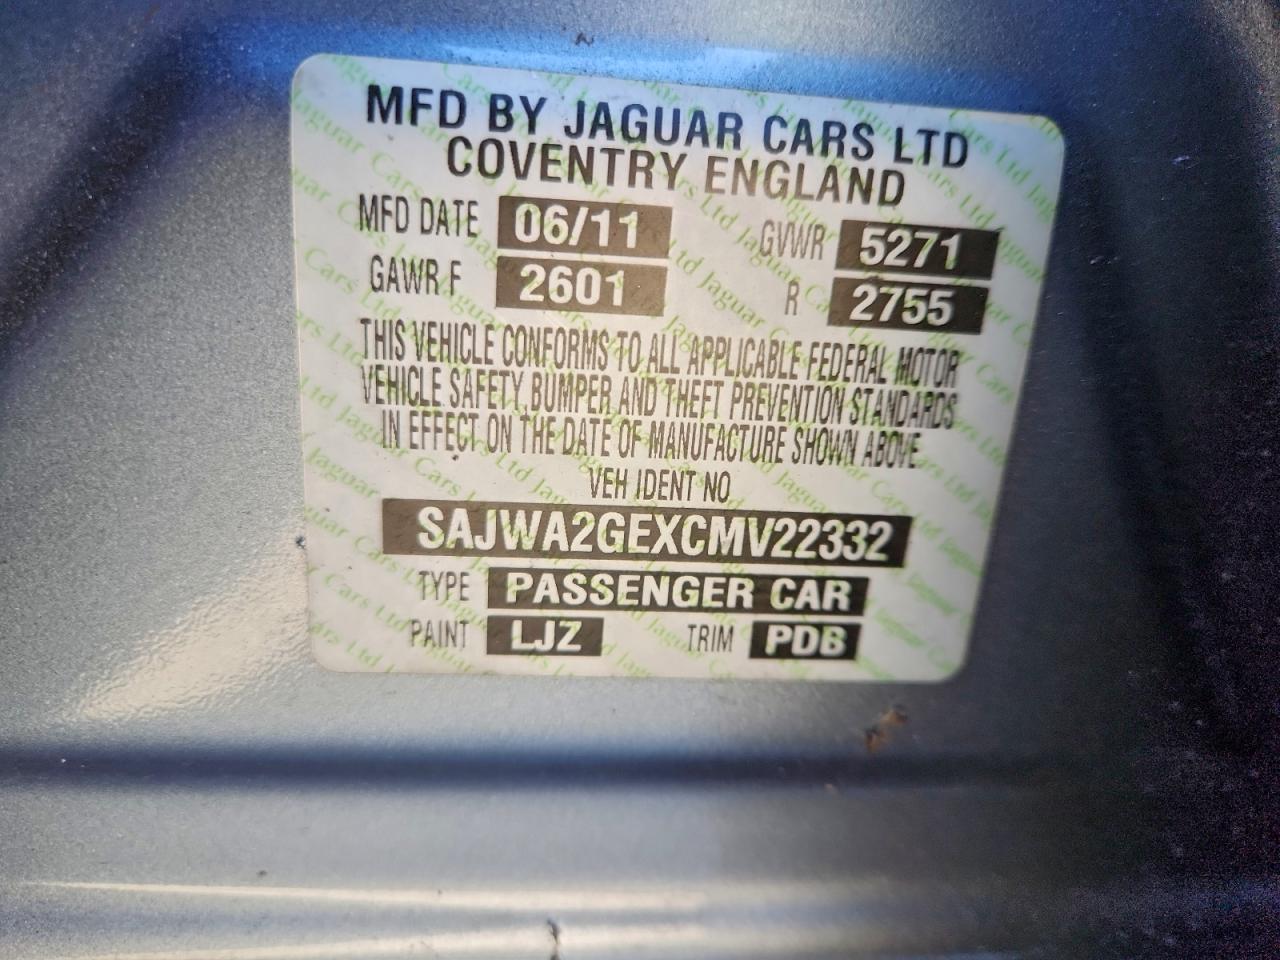 MFD BY JAGUAR CARS LTD
COVENTRY ENGLAND
MFD DATE 06/11 GVWR 5271
GAWR F 2601 R 2755
THIS VEHICLE CONFORMS TO ALL APPLICABLE FEDERAL MOTOR
VEHICLE SAFETY, BUMPER AND THEFT PREVENTION STANDARDS
IN EFFECT ON THE DATE OF MANUFACTURE SHOWN ABOVE.
VEH IDENT NO
SAJWA2GEXCMV22332
TYPE PASSENGER CAR
PAINT LJZ TRIM PDB